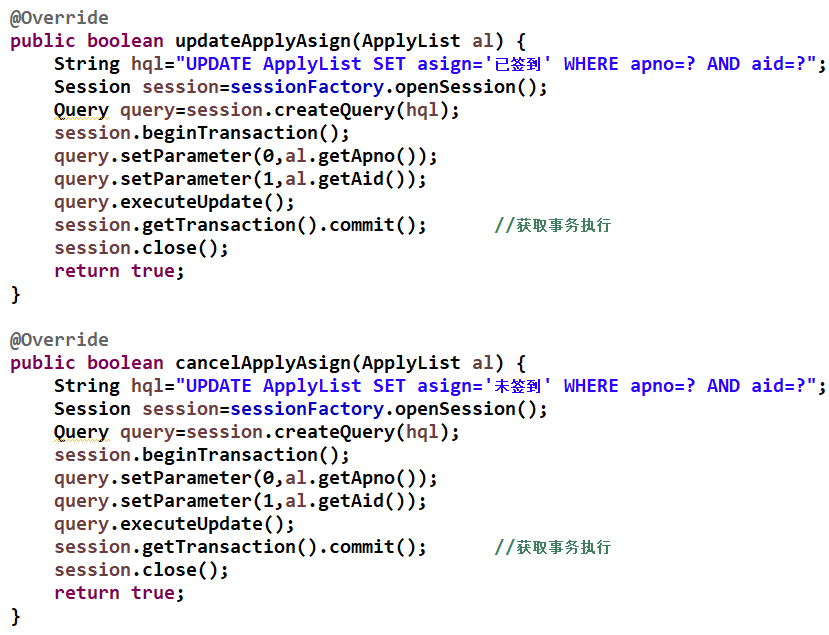 @Override
public boolean updateApplyAsign(ApplyList al) {
    String hql="UPDATE ApplyList SET asign='已签到' WHERE apno=? AND aid=?";
    Session session=sessionFactory.openSession();
    Query query=session.createQuery(hql);
    session.beginTransaction();
    query.setParameter(0,al.getApno());
    query.setParameter(1,al.getAid());
    query.executeUpdate();
    session.getTransaction().commit();      //获取事务执行
    session.close();
    return true;
}
@Override
public boolean cancelApplyAsign(ApplyList al) {
    String hql="UPDATE ApplyList SET asign='未签到' WHERE apno=? AND aid=?";
    Session session=sessionFactory.openSession();
    Query query=session.createQuery(hql);
    session.beginTransaction();
    query.setParameter(0,al.getApno());
    query.setParameter(1,al.getAid());
    query.executeUpdate();
    session.getTransaction().commit();      //获取事务执行
    session.close();
    return true;
}